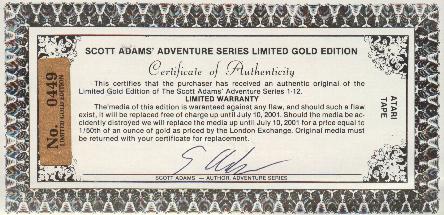 SCOTT ADAMS' ADVENTURE SERIES LIMITED GOLD EDITION
Certificate of Authenticity
This certifies that the purchaser has received an authentic original of the
Limited Gold Edition of The Scott Adams' Adventure Series 1-12.
LIMITED WARRANTY
The media of this edition is warranted against any flaw, and should such a flaw
exist, it will be replaced free of charge up until July 10, 2001. Should the media be ac-
cidently distroyed we will replace the media up until July 10, 2001 for a price equal to
1/50th of an ounce of gold as priced by the London Exchange. Original media must
be returned with your certificate for replacement.
SCOTT ADAMS — AUTHOR, ADVENTURE SERIES
No. 0449
LIMITED GOLD EDITION
ATARI
TAPE